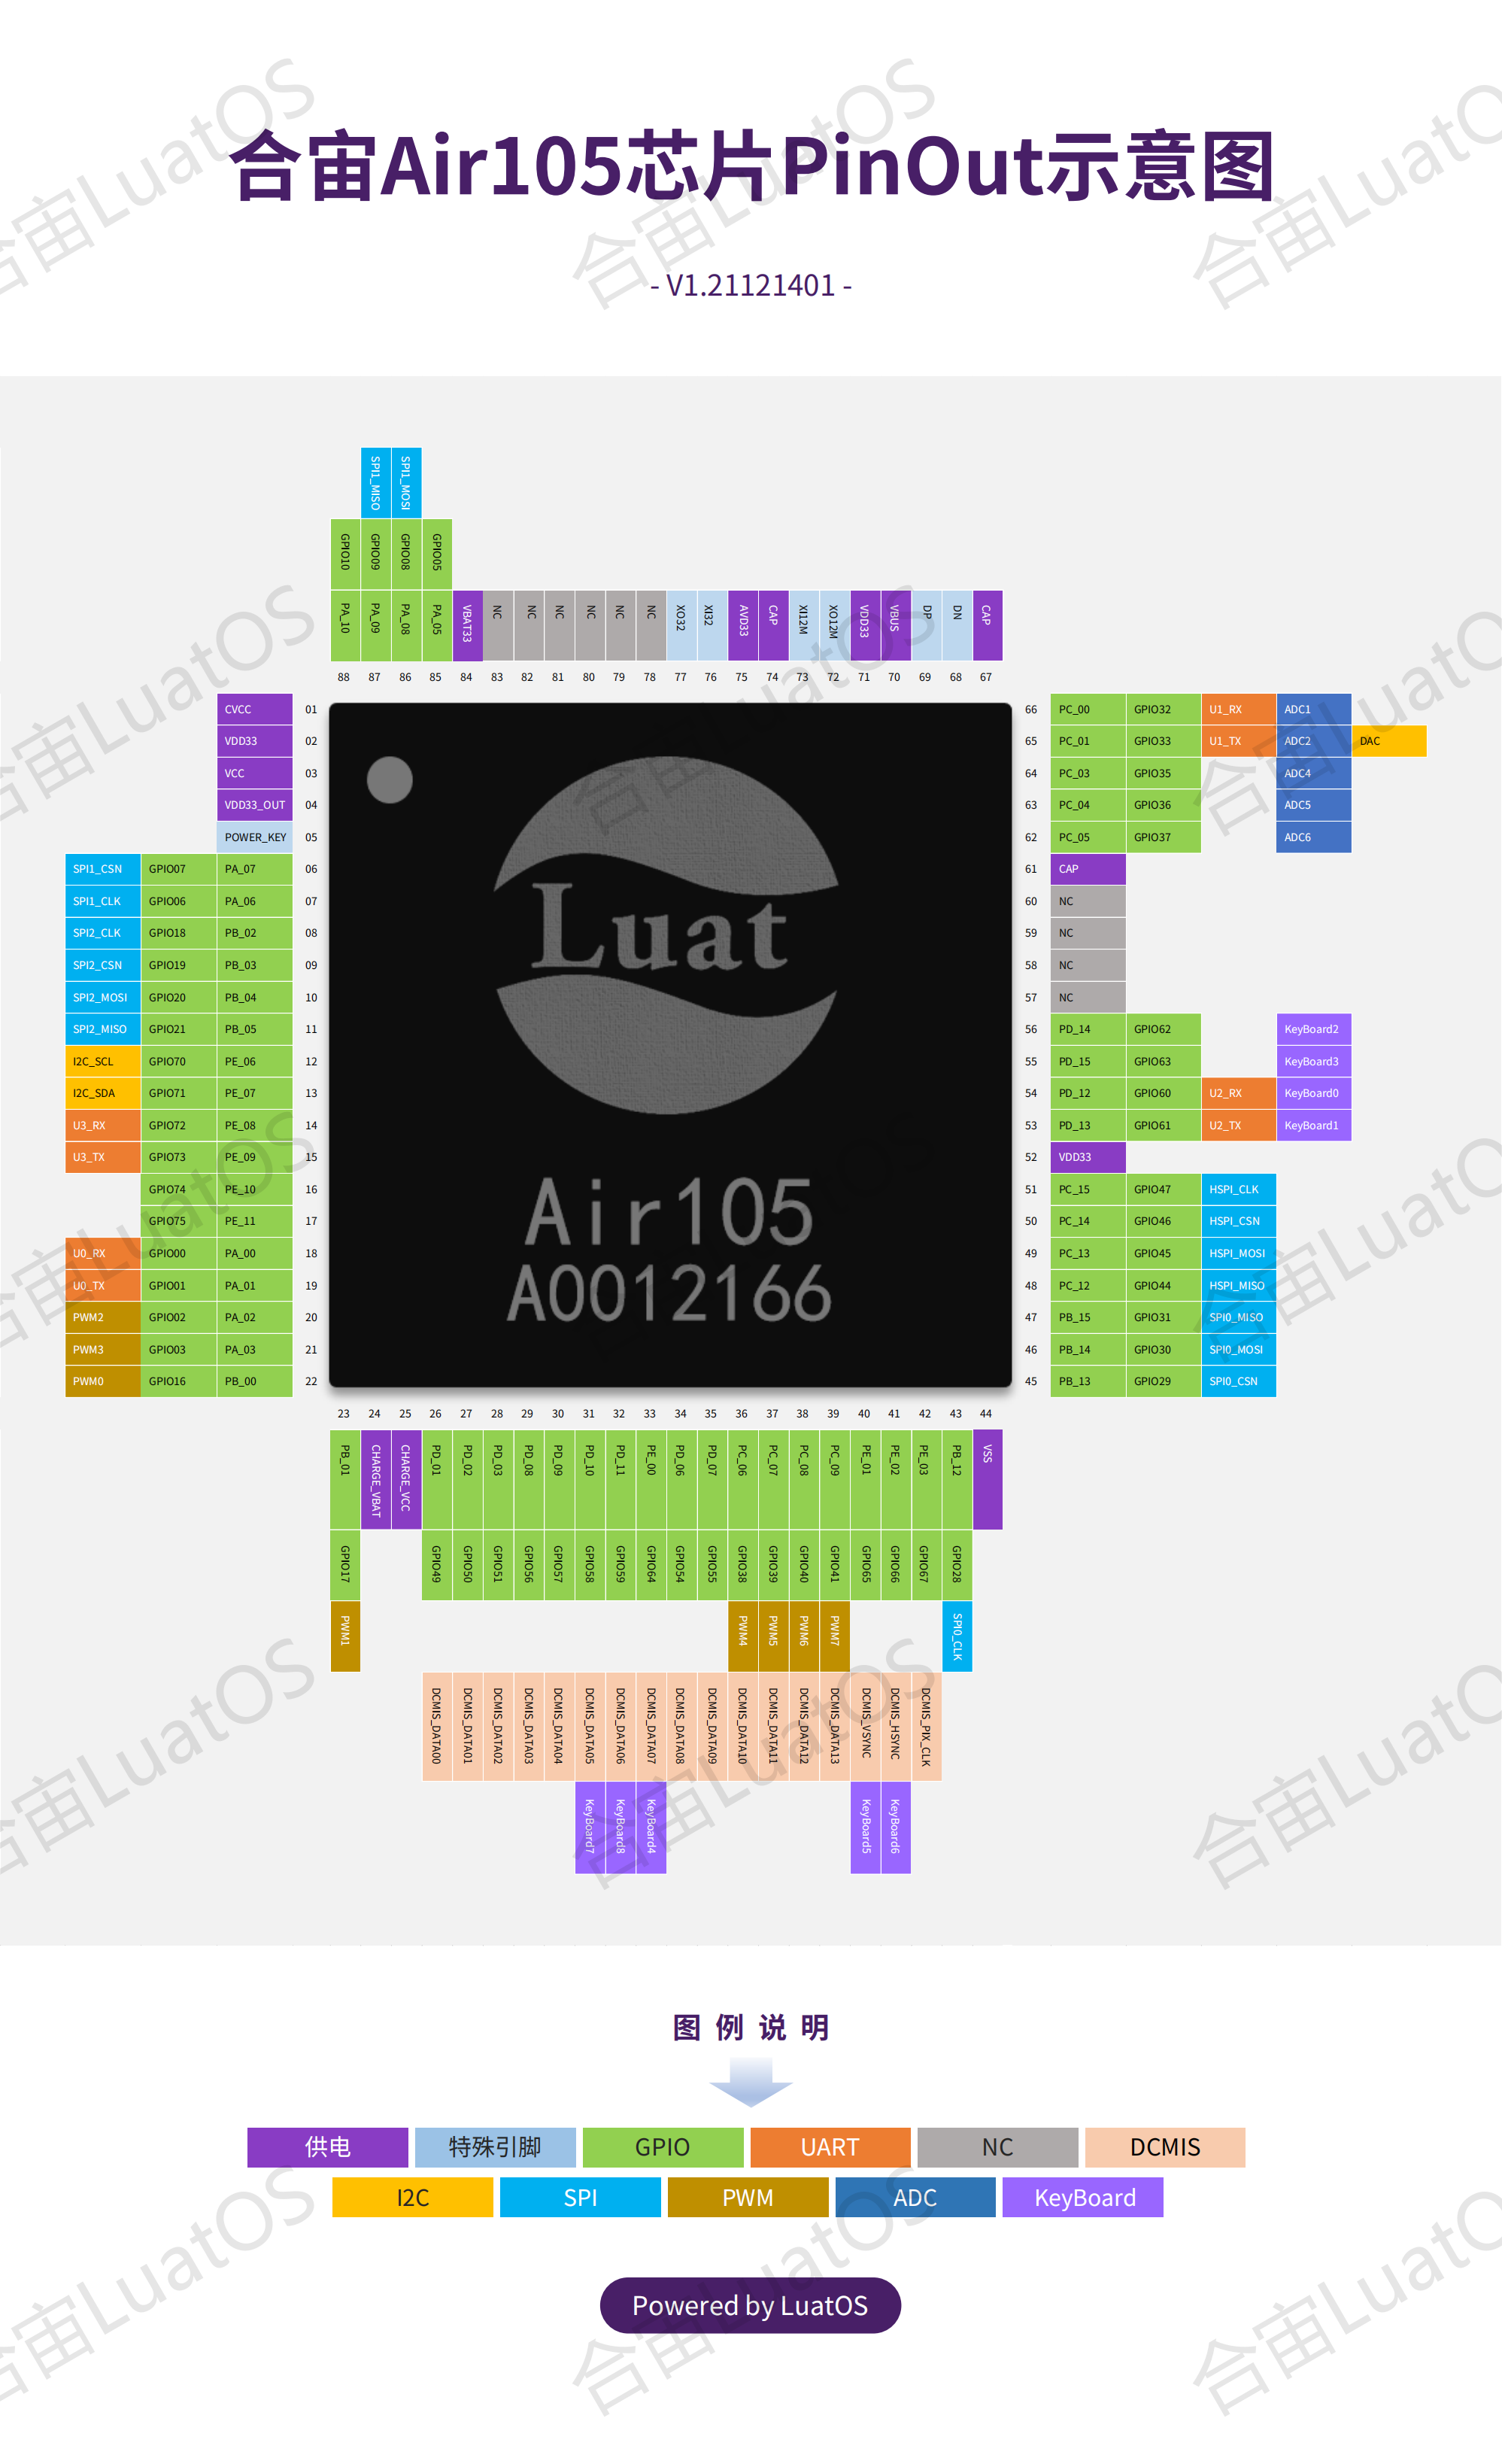 合宙Air105芯片PinOut示意图
- V1.21121401 -
SPI1_MISO SPI1_MOSI
GPIO10 GPIO09 GPIO08 GPIO05
PA_10 PA_09 PA_08 PA_05 VBAT33 NC NC NC NC NC NC XO32 XI32 AVD33 CAP XI12M XO12M VDD33 VBUS DP DN CAP
88 87 86 85 84 83 82 81 80 79 78 77 76 75 74 73 72 71 70 69 68 67
CVCC 01
VDD33 02
VCC 03
VDD33_OUT 04
POWER_KEY 05
SPI1_CSN GPIO07 PA_07 06
SPI1_CLK GPIO06 PA_06 07
SPI2_CLK GPIO18 PB_02 08
SPI2_CSN GPIO19 PB_03 09
SPI2_MOSI GPIO20 PB_04 10
SPI2_MISO GPIO21 PB_05 11
I2C_SCL GPIO70 PE_06 12
I2C_SDA GPIO71 PE_07 13
U3_RX GPIO72 PE_08 14
U3_TX GPIO73 PE_09 15
GPIO74 PE_10 16
GPIO75 PE_11 17
U0_RX GPIO00 PA_00 18
U0_TX GPIO01 PA_01 19
PWM2 GPIO02 PA_02 20
PWM3 GPIO03 PA_03 21
PWM0 GPIO16 PB_00 22
Luat
Air105
A0012166
66 PC_00 GPIO32 U1_RX ADC1
65 PC_01 GPIO33 U1_TX ADC2 DAC
64 PC_03 GPIO35 ADC4
63 PC_04 GPIO36 ADC5
62 PC_05 GPIO37 ADC6
61 CAP
60 NC
59 NC
58 NC
57 NC
56 PD_14 GPIO62 KeyBoard2
55 PD_15 GPIO63 KeyBoard3
54 PD_12 GPIO60 U2_RX KeyBoard0
53 PD_13 GPIO61 U2_TX KeyBoard1
52 VDD33
51 PC_15 GPIO47 HSPI_CLK
50 PC_14 GPIO46 HSPI_CSN
49 PC_13 GPIO45 HSPI_MOSI
48 PC_12 GPIO44 HSPI_MISO
47 PB_15 GPIO31 SPI0_MISO
46 PB_14 GPIO30 SPI0_MOSI
45 PB_13 GPIO29 SPI0_CSN
23 24 25 26 27 28 29 30 31 32 33 34 35 36 37 38 39 40 41 42 43 44
PB_01 CHARGE_VBAT CHARGE_VCC PD_01 PD_02 PD_03 PD_08 PD_09 PD_10 PD_11 PE_00 PD_06 PD_07 PC_06 PC_07 PC_08 PC_09 PE_01 PE_02 PE_03 PB_12 VSS
GPIO17 GPIO49 GPIO50 GPIO51 GPIO56 GPIO57 GPIO58 GPIO59 GPIO64 GPIO54 GPIO55 GPIO38 GPIO39 GPIO40 GPIO41 GPIO65 GPIO66 GPIO67 GPIO28
PWM1 PWM4 PWM5 PWM6 PWM7 SPI0_CLK
DCMIS_DATA00 DCMIS_DATA01 DCMIS_DATA02 DCMIS_DATA03 DCMIS_DATA04 DCMIS_DATA05 DCMIS_DATA06 DCMIS_DATA07 DCMIS_DATA08 DCMIS_DATA09 DCMIS_DATA10 DCMIS_DATA11 DCMIS_DATA12 DCMIS_DATA13 DCMIS_VSYNC DCMIS_HSYNC DCMIS_PIX_CLK
KeyBoard7 KeyBoard8 KeyBoard4 KeyBoard5 KeyBoard6
图例说明
供电 特殊引脚 GPIO UART NC DCMIS
I2C SPI PWM ADC KeyBoard
Powered by LuatOS
合宙LuatOS